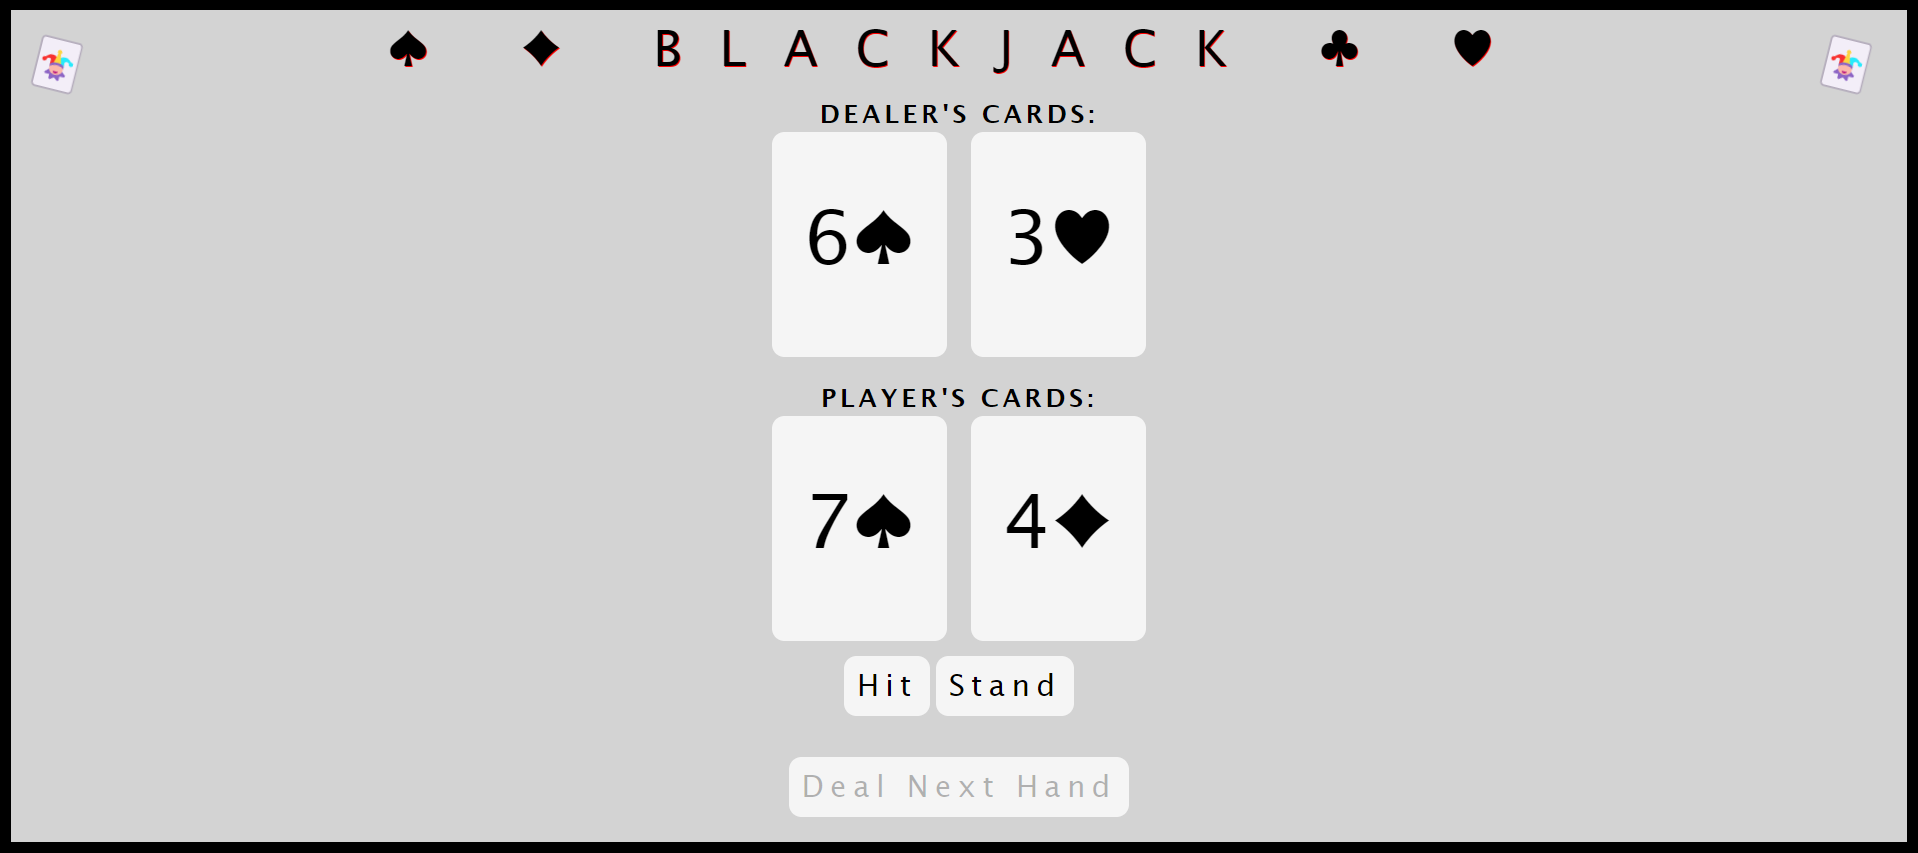 ♠ ♦ BLACKJACK ♣ ♥
DEALER'S CARDS:
6♠ 3♥
PLAYER'S CARDS:
7♠ 4♦
Hit Stand
Deal Next Hand